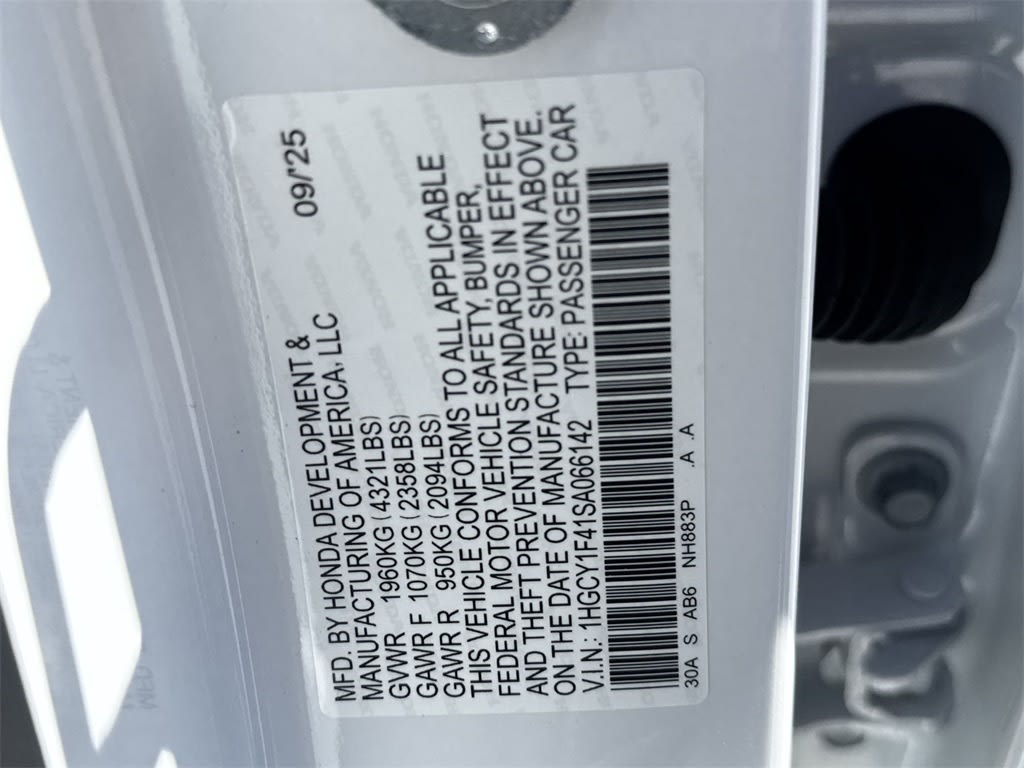 MFD. BY HONDA DEVELOPMENT & 09/'25
MANUFACTURING OF AMERICA, LLC
GVWR 1960KG (4321LBS)
GAWR F 1070KG (2358LBS)
GAWR R 950KG (2094LBS)
THIS VEHICLE CONFORMS TO ALL APPLICABLE
FEDERAL MOTOR VEHICLE SAFETY, BUMPER,
AND THEFT PREVENTION STANDARDS IN EFFECT
ON THE DATE OF MANUFACTURE SHOWN ABOVE.
V.I.N.: 1HGCY1F41SA066142 TYPE: PASSENGER CAR
30A S AB6 NH883P .A .A